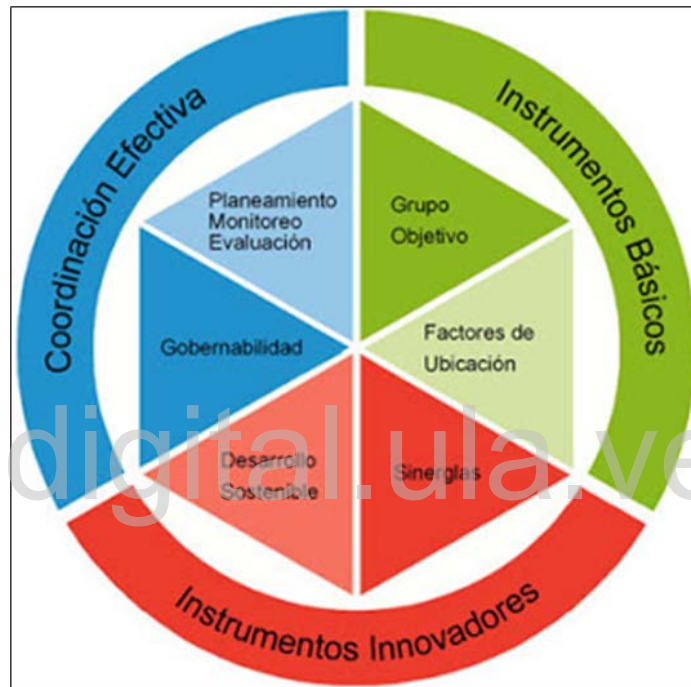 Coordinación Efectiva
Instrumentos Básicos
Planeamiento
Monitoreo
Evaluación
Grupo
Objetivo
Gobernabilidad
Factores de
Ubicación
Desarrollo
Sostenible
Sinerglas
Instrumentos Innovadores
digital.ula.ve